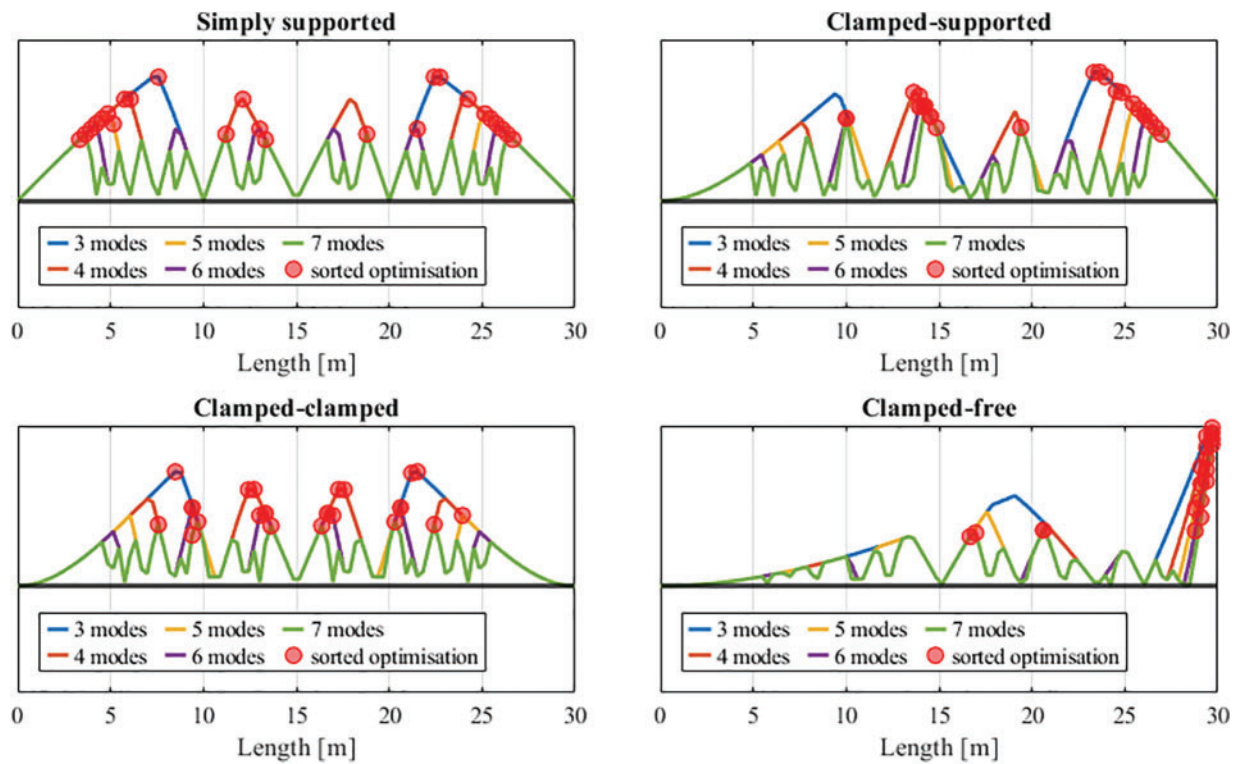 Simply supported
3 modes 5 modes 7 modes
4 modes 6 modes sorted optimisation
0 5 10 15 20 25 30
Length [m]
Clamped-supported
3 modes 5 modes 7 modes
4 modes 6 modes sorted optimisation
0 5 10 15 20 25 30
Length [m]
Clamped-clamped
3 modes 5 modes 7 modes
4 modes 6 modes sorted optimisation
0 5 10 15 20 25 30
Length [m]
Clamped-free
3 modes 5 modes 7 modes
4 modes 6 modes sorted optimisation
0 5 10 15 20 25 30
Length [m]